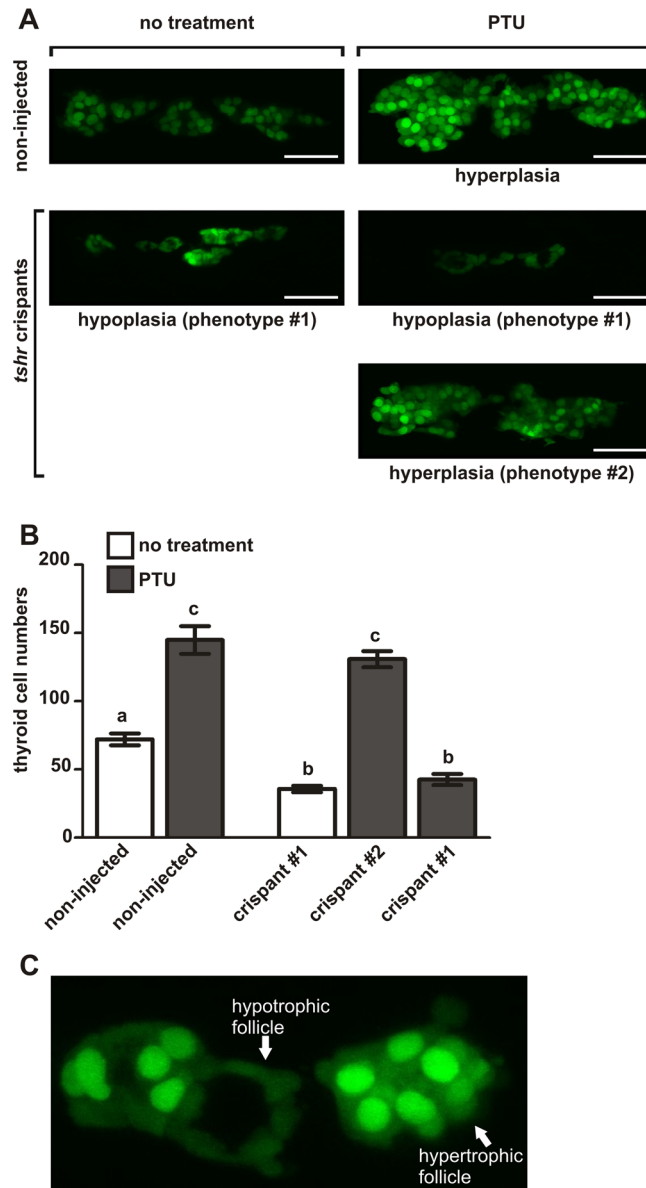 A
no treatment
PTU
non-injected
hyperplasia
tshr crispants
hypoplasia (phenotype #1)
hypoplasia (phenotype #1)
hyperplasia (phenotype #2)
B
no treatment
PTU
thyroid cell numbers
200
150
100
50
0
a
c
b
c
b
non-injected
non-injected
crispant #1
crispant #2
crispant #1
C
hypotrophic
follicle
hypertrophic
follicle